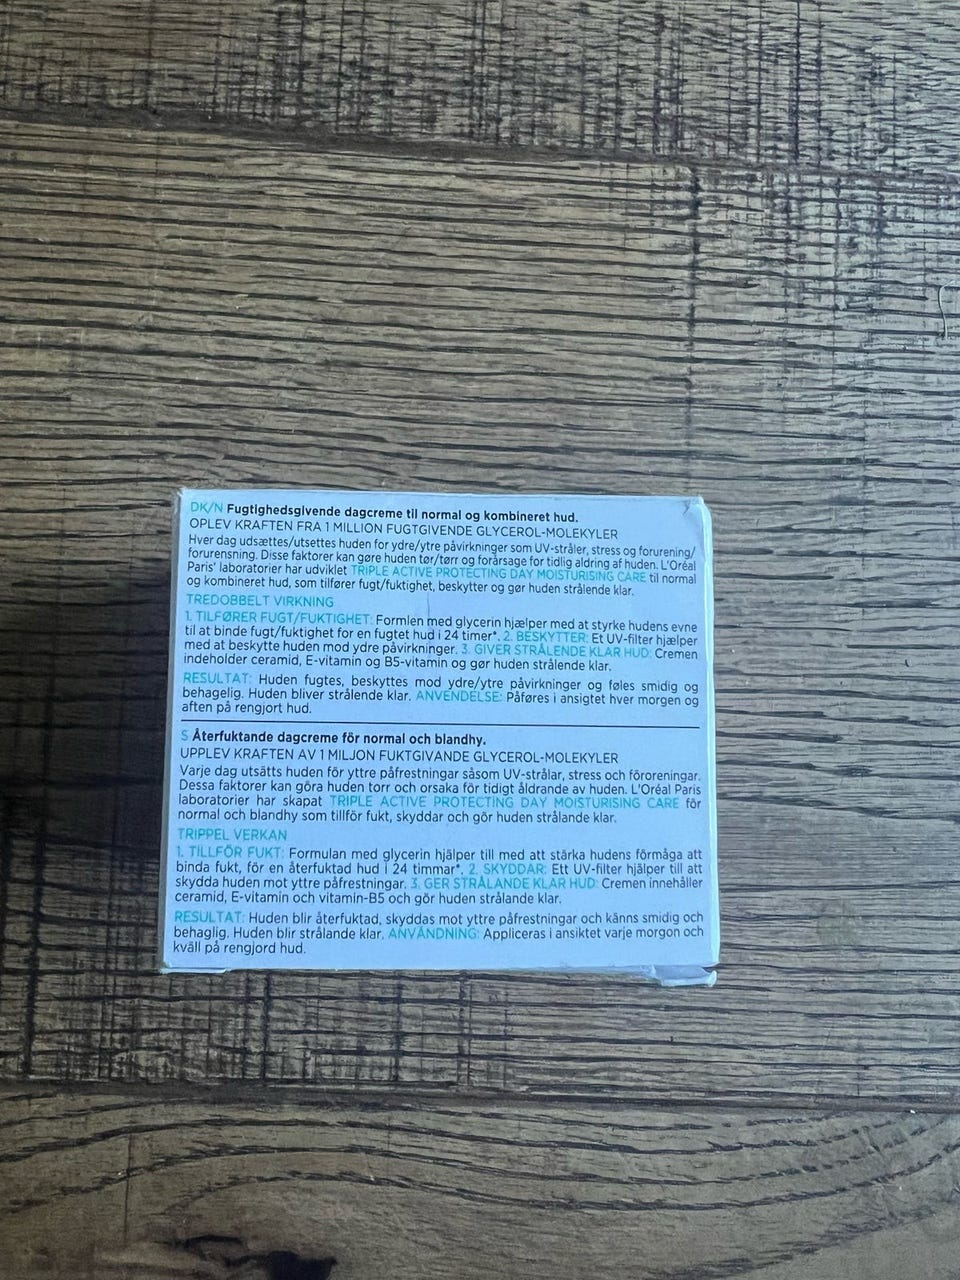 DK/N Fugtighedsgivende dagcreme til normal og kombineret hud.
OPLEV KRAFTEN FRA 1 MILLION FUGTGIVENDE GLYCEROL-MOLEKYLER
Hver dag udsættes/utsettes huden for ydre/ytre påvirkninger som UV-stråler, stress og forurening/
forurensning. Disse faktorer kan gøre huden tør/tørr og forårsage for tidlig aldring af huden. L'Oréal
Paris' laboratorier har udviklet TRIPLE ACTIVE PROTECTING DAY MOISTURISING CARE til normal
og kombineret hud, som tilfører fugt/fuktighet, beskytter og gør huden strålende klar.
TREDOBBELT VIRKNING
1. TILFØRER FUGT/FUKTIGHET: Formlen med glycerin hjælper med at styrke hudens evne
til at binde fugt/fuktighet for en fugtet hud i 24 timer*. 2. BESKYTTER: Et UV-filter hjælper
med at beskytte huden mod ydre påvirkninger. 3. GIVER STRÅLENDE KLAR HUD: Cremen
indeholder ceramid, E-vitamin og B5-vitamin og gør huden strålende klar.
RESULTAT: Huden fugtes, beskyttes mod ydre/ytre påvirkninger og føles smidig og
behagelig. Huden bliver strålende klar. ANVENDELSE: Påføres i ansigtet hver morgen og
aften på rengjort hud.
S Återfuktande dagcreme för normal och blandhy.
UPPLEV KRAFTEN AV 1 MILJON FUKTGIVANDE GLYCEROL-MOLEKYLER
Varje dag utsätts huden för yttre påfrestningar såsom UV-strålar, stress och föroreningar.
Dessa faktorer kan göra huden torr och orsaka för tidigt åldrande av huden. L'Oréal Paris
laboratorier har skapat TRIPLE ACTIVE PROTECTING DAY MOISTURISING CARE för
normal och blandhy som tillför fukt, skyddar och gör huden strålande klar.
TRIPPEL VERKAN
1. TILLFÖR FUKT: Formulan med glycerin hjälper till med att stärka hudens förmåga att
binda fukt, för en återfuktad hud i 24 timmar*. 2. SKYDDAR: Ett UV-filter hjälper till att
skydda huden mot yttre påfrestningar. 3. GER STRÅLANDE KLAR HUD: Cremen innehåller
ceramid, E-vitamin och vitamin-B5 och gör huden strålande klar.
RESULTAT: Huden blir återfuktad, skyddas mot yttre påfrestningar och känns smidig och
behaglig. Huden blir strålande klar. ANVÄNDNING: Appliceras i ansiktet varje morgon och
kväll på rengjord hud.